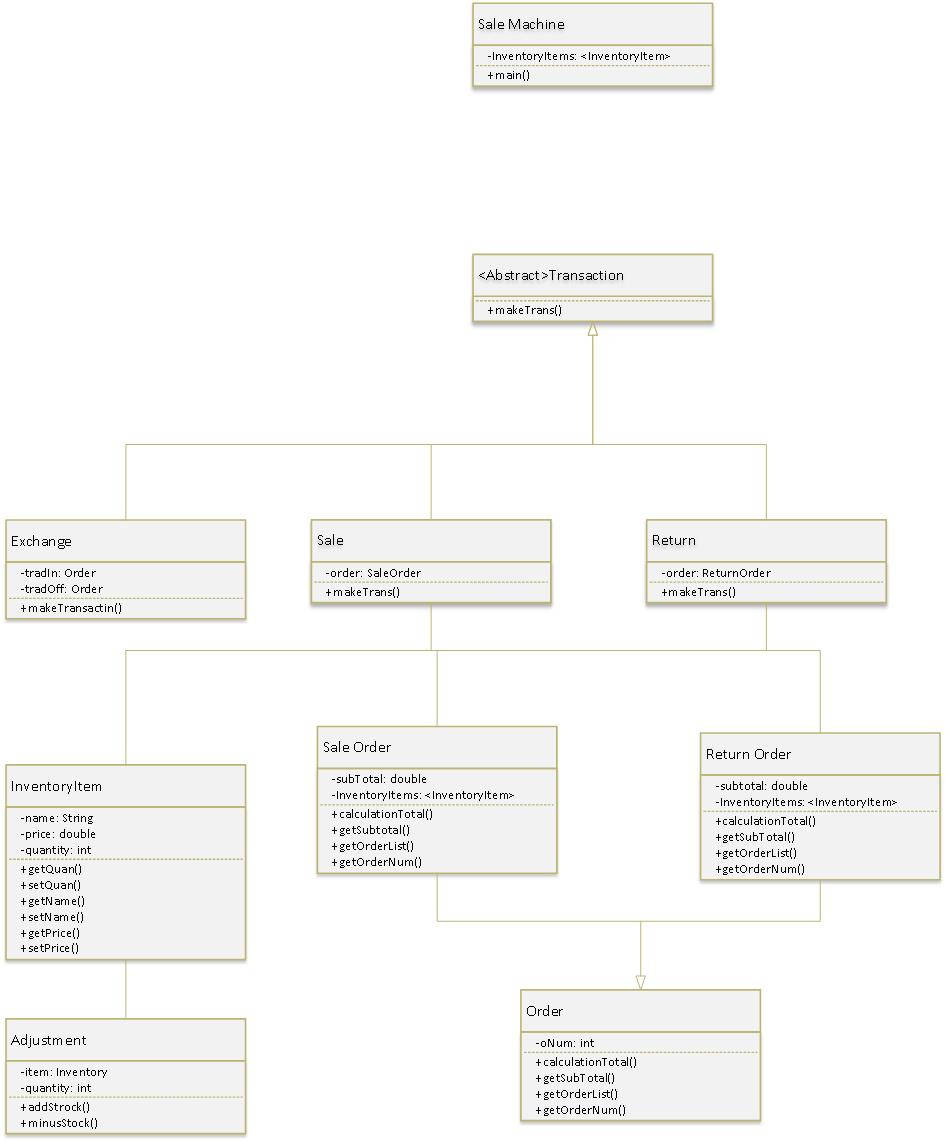 Sale Machine
-InventoryItems: <InventoryItem>
+main()
<Abstract>Transaction
+makeTrans()
Exchange
-tradIn: Order
-tradOff: Order
+makeTransactin()
Sale
-order: SaleOrder
+makeTrans()
Return
-order: ReturnOrder
+makeTrans()
InventoryItem
-name: String
-price: double
-quantity: int
+getQuan()
+setQuan()
+getName()
+setName()
+getPrice()
+setPrice()
Sale Order
-subTotal: double
-InventoryItems: <InventoryItem>
+calculationTotal()
+getSubtotal()
+getOrderList()
+getOrderNum()
Return Order
-subtotal: double
-InventoryItems: <InventoryItem>
+calculationTotal()
+getSubTotal()
+getOrderList()
+getOrderNum()
Adjustment
-item: Inventory
-quantity: int
+addStrock()
+minusStock()
Order
-oNum: int
+calculationTotal()
+getSubTotal()
+getOrderList()
+getOrderNum()